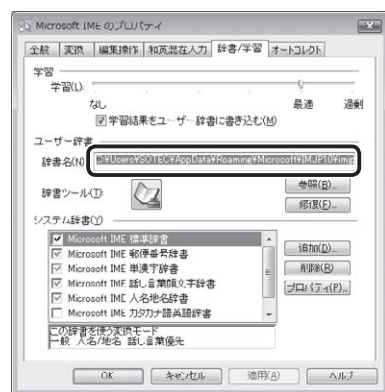 Microsoft IME のプロパティ
全般 変換 編集操作 和英混在入力 辞書/学習 オートコレクト
学習
学習(L):
なし 最適 過剰
学習結果をユーザー辞書に書き込む(M)
ユーザー辞書
辞書名(N): C:¥Users¥SOTEC¥AppData¥Roaming¥Microsoft¥IMJP10¥imjp
参照(B)...
辞書ツール(T):
修復(E)...
システム辞書(Y)
Microsoft IME 標準辞書
Microsoft IME 郵便番号辞書
Microsoft IME 単漢字辞書
Microsoft IME 話し言葉顔文字辞書
Microsoft IME 人名地名辞書
Microsoft IME カタカナ語英語辞書
追加(D)...
削除(R)
プロパティ(P)...
この辞書を使う変換モード
一般 人名/地名 話し言葉優先
OK キャンセル 適用(A) ヘルプ